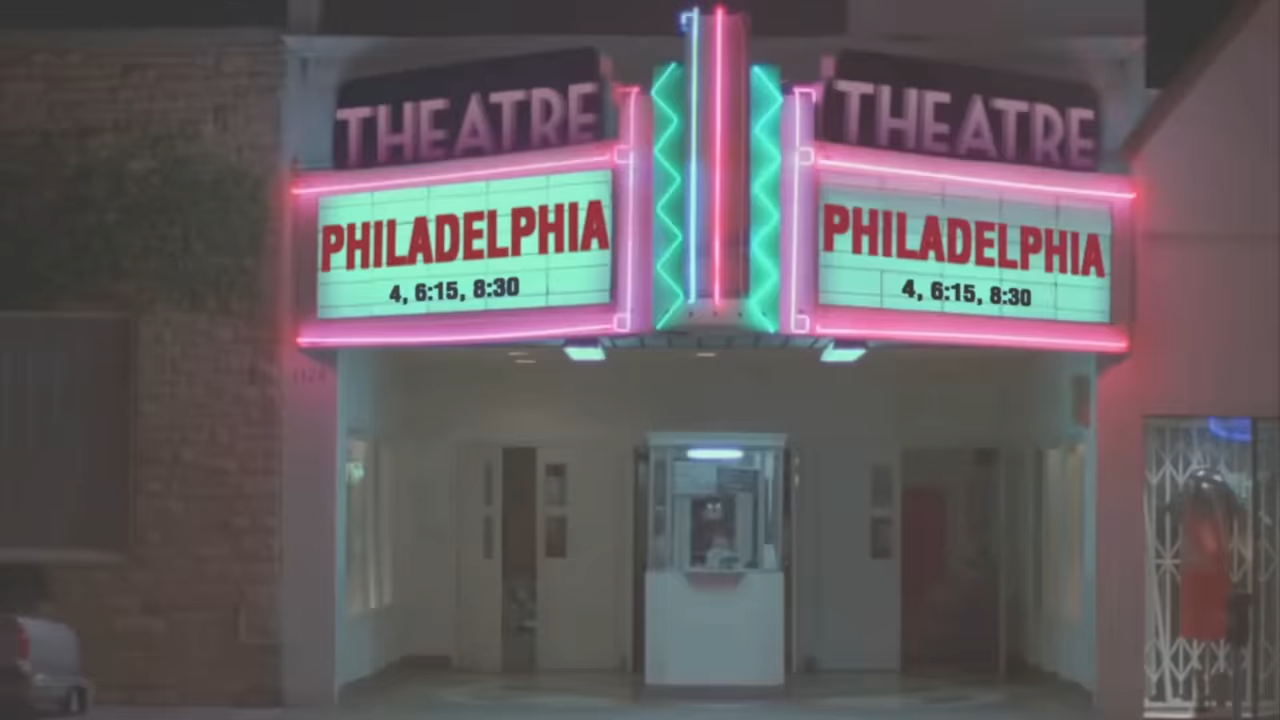 THEATRE
PHILADELPHIA
4, 6:15, 8:30
THEATRE
PHILADELPHIA
4, 6:15, 8:30